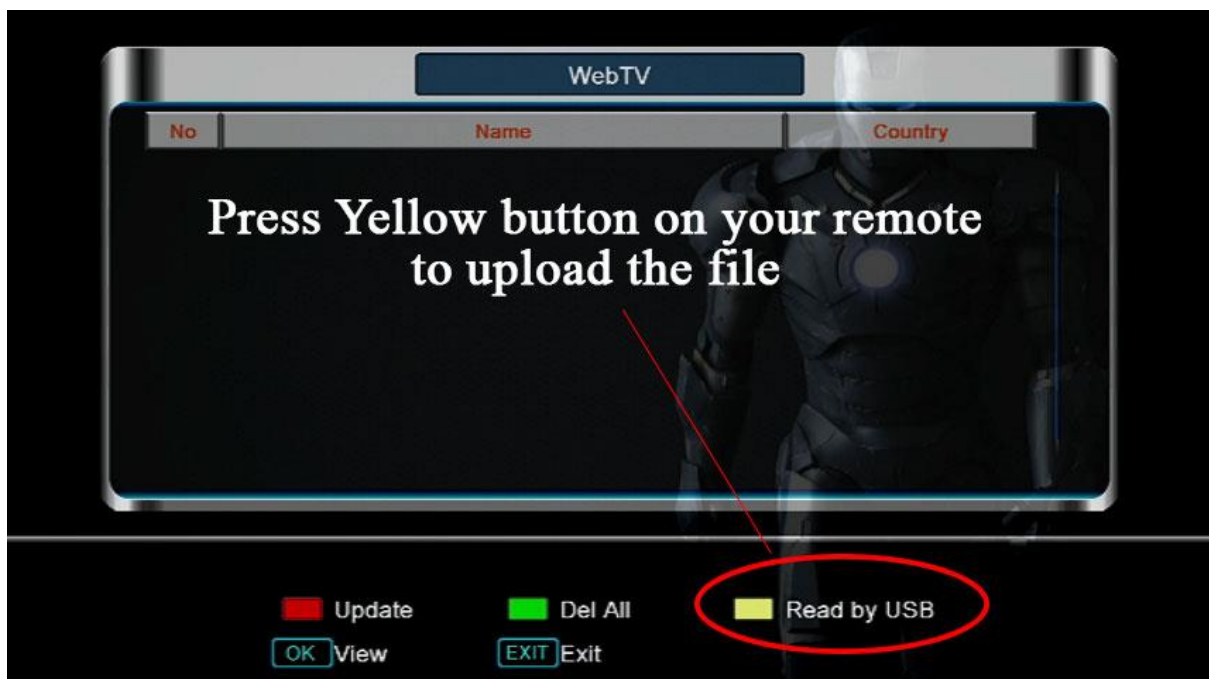 WebTV
No Name Country
Press Yellow button on your remote
to upload the file
Update Del All Read by USB
OK View EXIT Exit